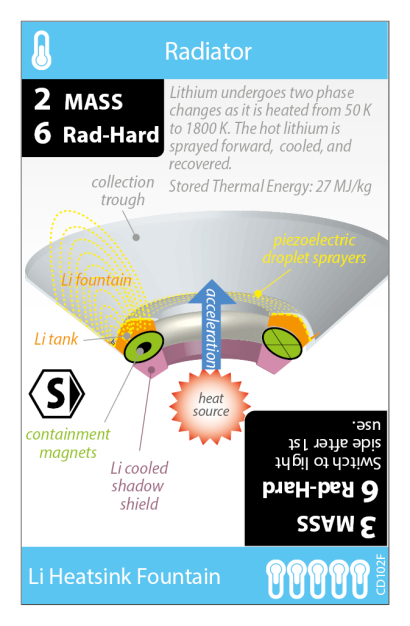 Radiator
2 MASS
6 Rad-Hard
Lithium undergoes two phase
changes as it is heated from 50 K
to 1800 K. The hot lithium is
sprayed forward, cooled, and
recovered.
Stored Thermal Energy: 27 MJ/kg
collection
trough
piezoelectric
droplet sprayers
Li fountain
acceleration
Li tank
heat
source
S
containment
magnets
Li cooled
shadow
shield
3 MASS
6 Rad-Hard
Switch to light
side after 1st
use.
Li Heatsink Fountain
CD102F